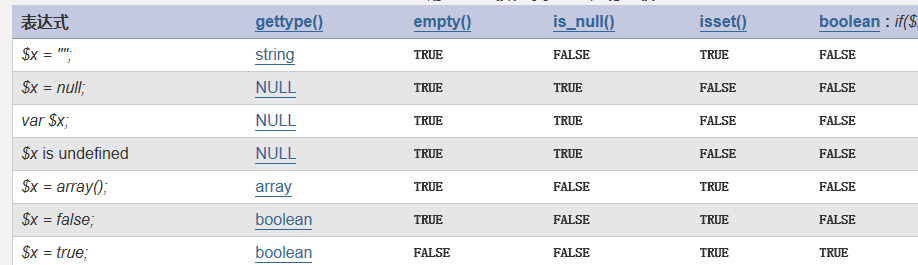 表达式 gettype() empty() is_null() isset() boolean : if($
$x = ""; string TRUE FALSE TRUE FALSE
$x = null; NULL TRUE TRUE FALSE FALSE
var $x; NULL TRUE TRUE FALSE FALSE
$x is undefined NULL TRUE TRUE FALSE FALSE
$x = array(); array TRUE FALSE TRUE FALSE
$x = false; boolean TRUE FALSE TRUE FALSE
$x = true; boolean FALSE FALSE TRUE TRUE